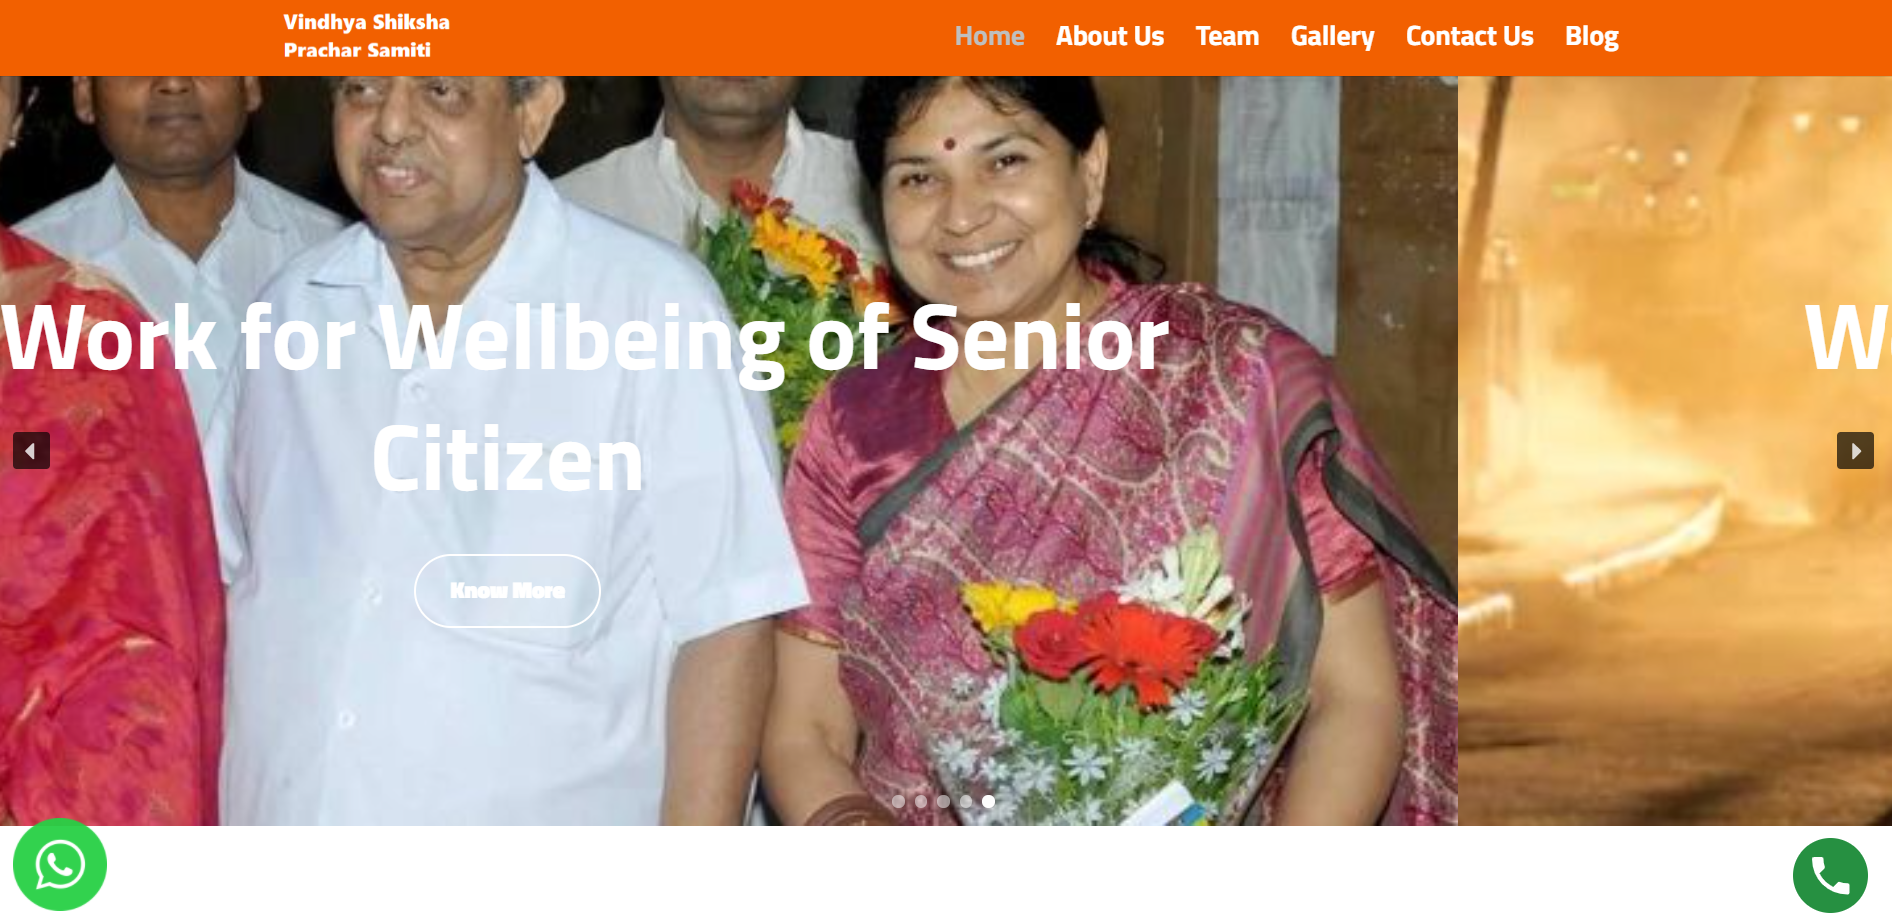 Vindhya Shiksha
Prachar Samiti
Home About Us Team Gallery Contact Us Blog
Work for Wellbeing of Senior
Citizen
Know More